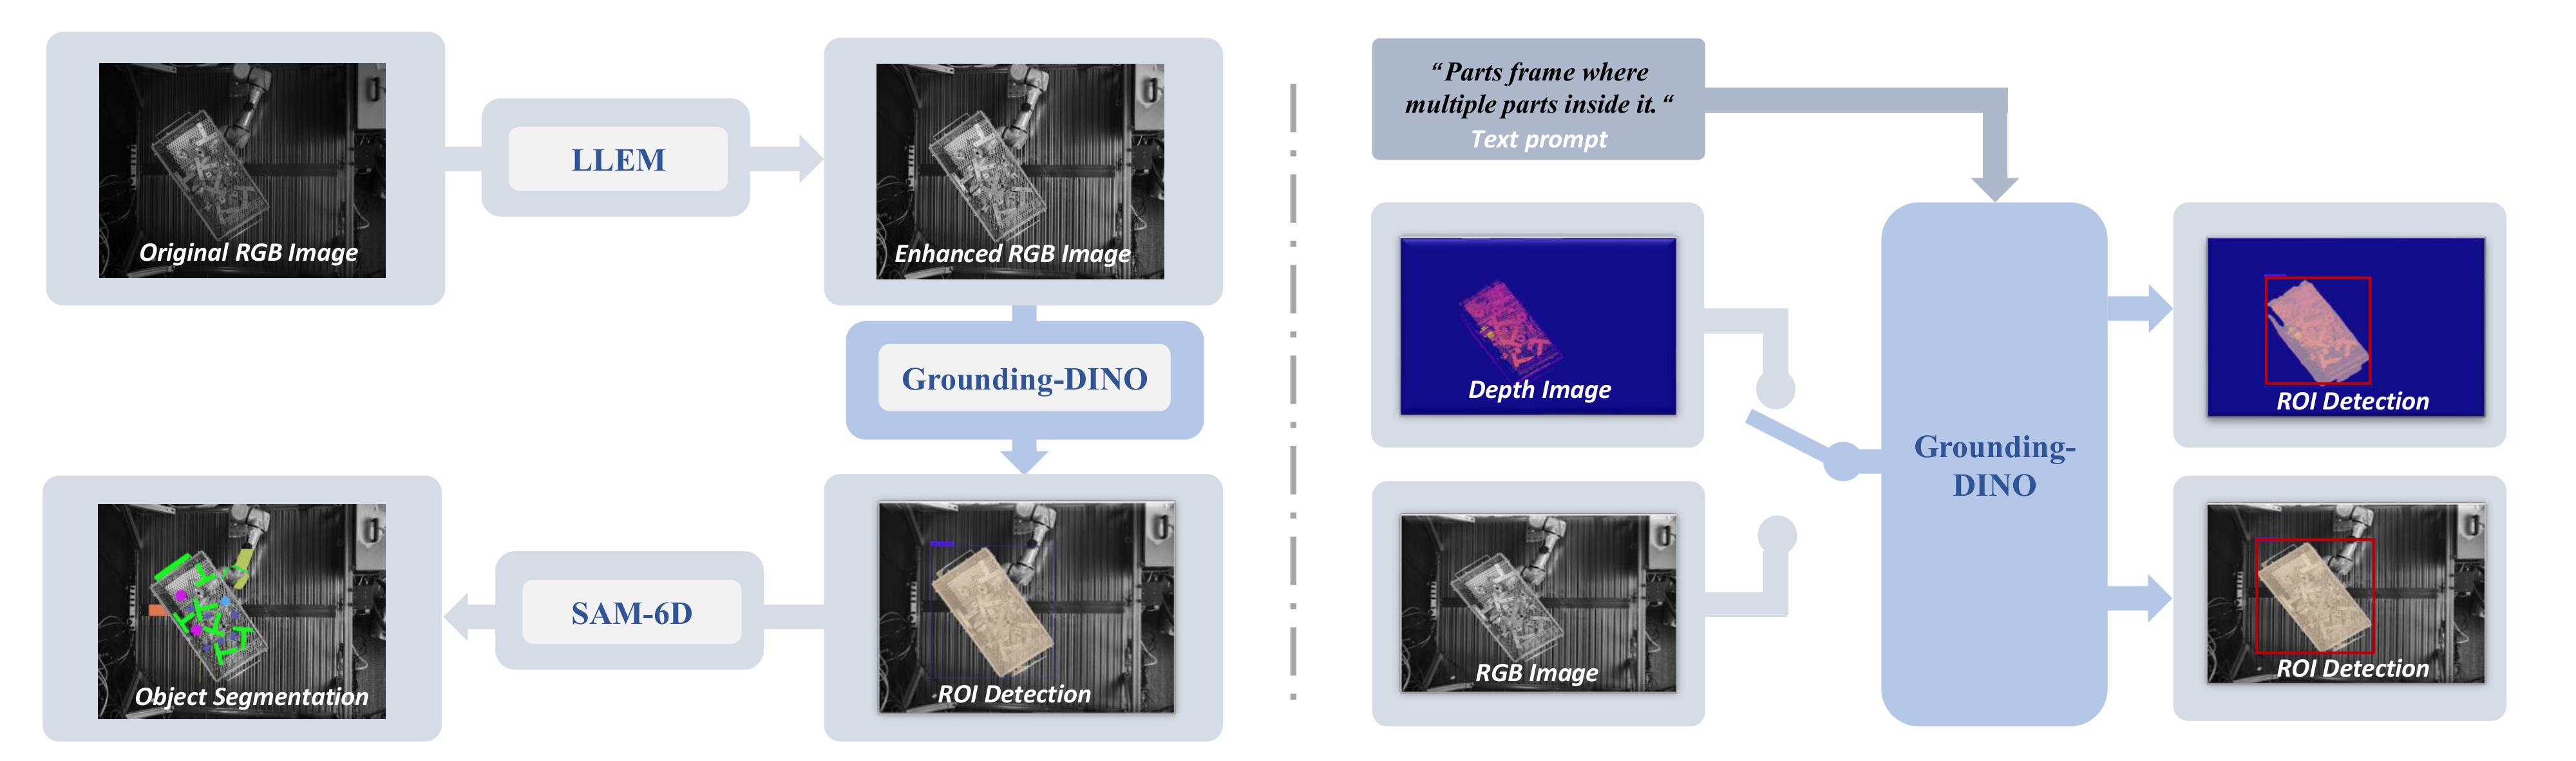 Original RGB Image
LLEM
Enhanced RGB Image
Grounding-DINO
ROI Detection
SAM-6D
Object Segmentation
“Parts frame where
multiple parts inside it.“
Text prompt
Depth Image
RGB Image
Grounding-
DINO
ROI Detection
ROI Detection